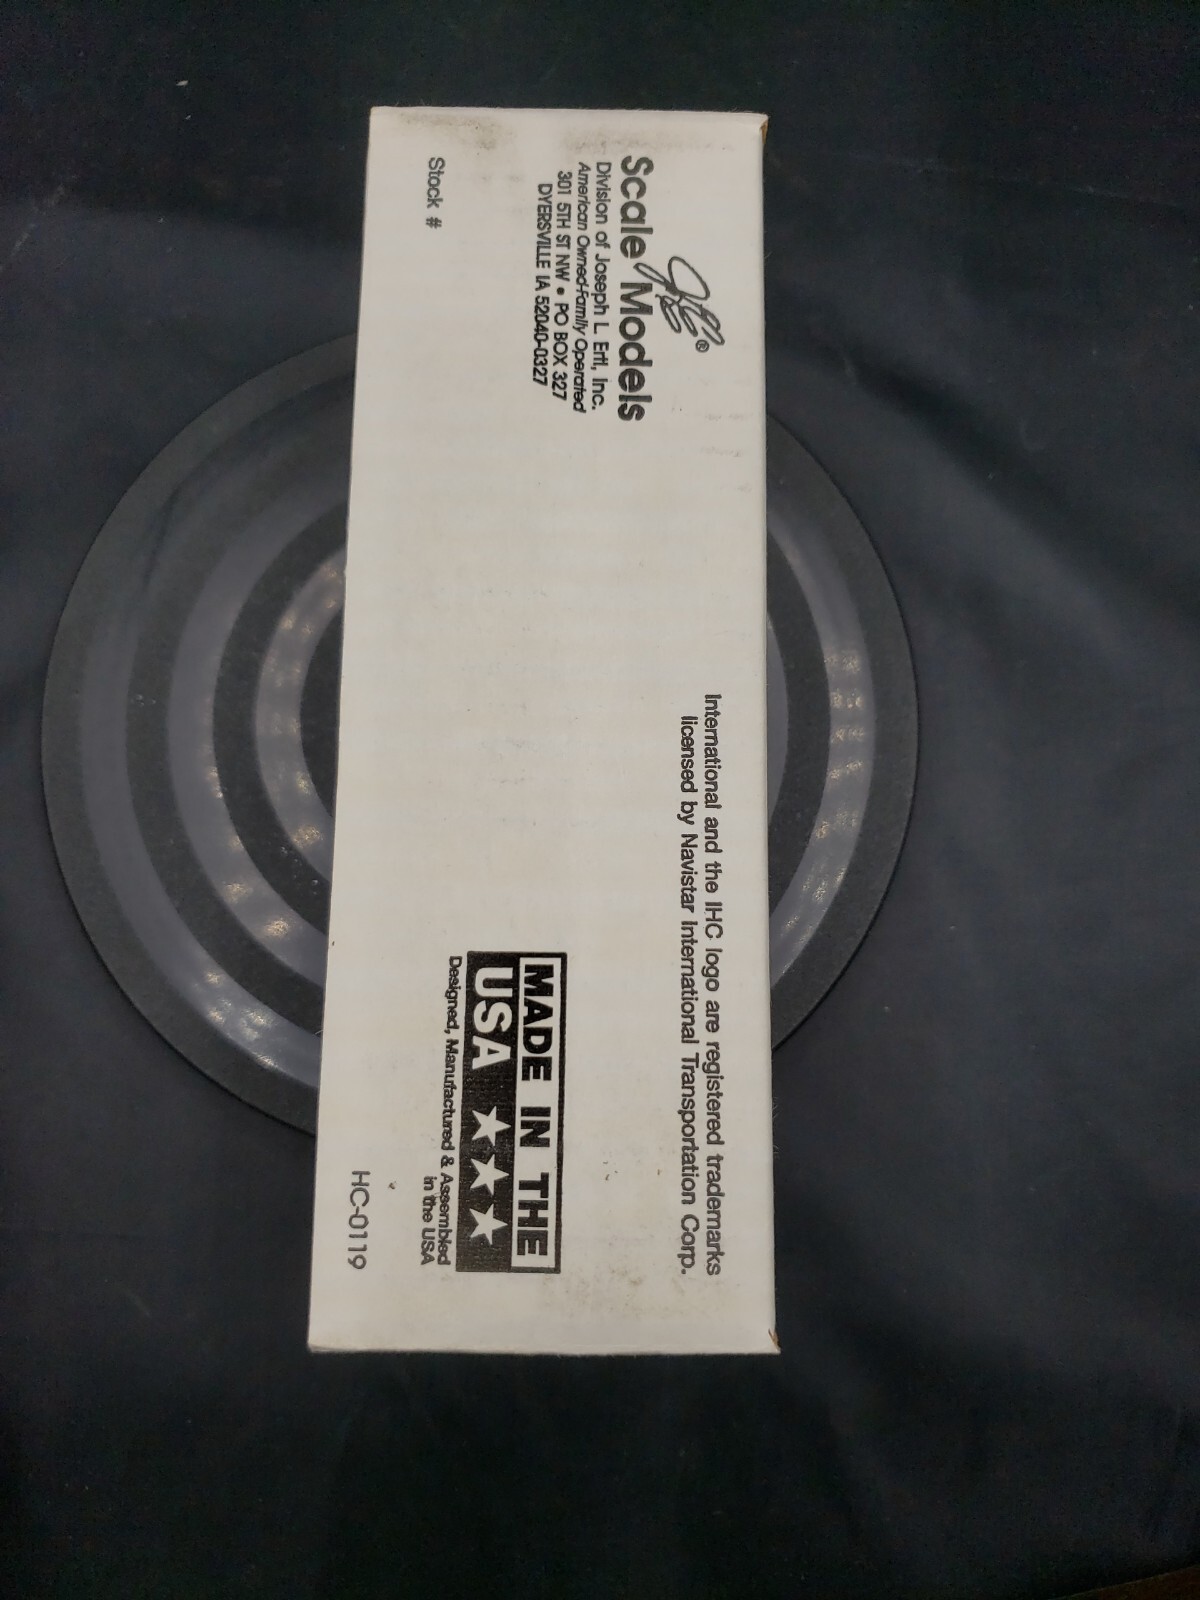 JLE®
Scale Models
Division of Joseph L. Ertl, Inc.
American Owned-Family Operated
301 5TH ST NW • PO BOX 327
DYERSVILLE IA 52040-0327
Stock #
International and the IHC logo are registered trademarks
licensed by Navistar International Transportation Corp.
MADE IN THE
USA ★★★
Designed, Manufactured & Assembled
in the USA
HC-0119